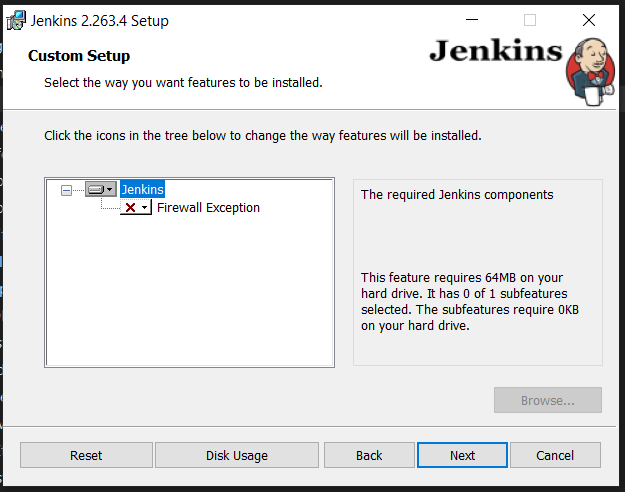 Jenkins 2.263.4 Setup
Custom Setup
Jenkins
Select the way you want features to be installed.
Click the icons in the tree below to change the way features will be installed.
Jenkins
Firewall Exception
The required Jenkins components
This feature requires 64MB on your
hard drive. It has 0 of 1 subfeatures
selected. The subfeatures require 0KB
on your hard drive.
Browse...
Reset
Disk Usage
Back
Next
Cancel